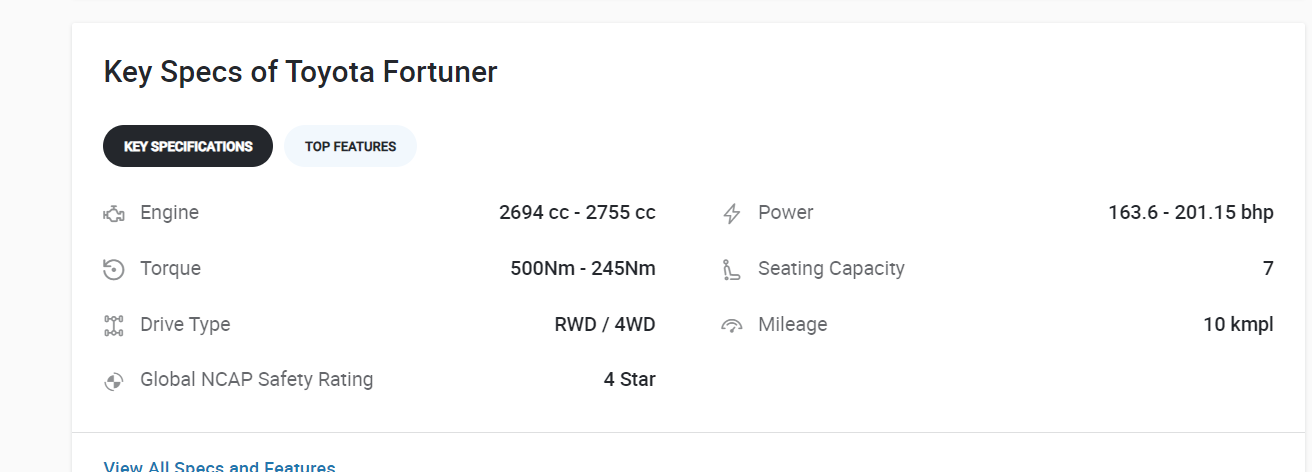 Key Specs of Toyota Fortuner
KEY SPECIFICATIONS TOP FEATURES
Engine 2694 cc - 2755 cc Power 163.6 - 201.15 bhp
Torque 500Nm - 245Nm Seating Capacity 7
Drive Type RWD / 4WD Mileage 10 kmpl
Global NCAP Safety Rating 4 Star
View All Specs and Features